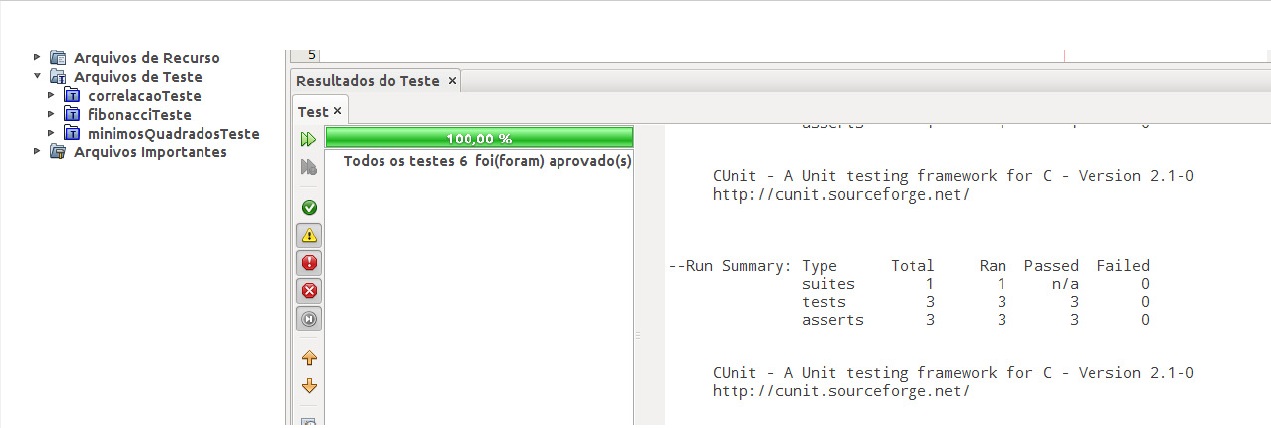 Arquivos de Recurso
Arquivos de Teste
correlacaoTeste
fibonacciTeste
minimosQuadradosTeste
Arquivos Importantes
5
Resultados do Teste ×
Test ×
100,00 %
Todos os testes 6 foi(foram) aprovado(s)
asserts
CUnit - A Unit testing framework for C - Version 2.1-0
http://cunit.sourceforge.net/
--Run Summary: Type Total Ran Passed Failed
suites 1 1 n/a 0
tests 3 3 3 0
asserts 3 3 3 0
CUnit - A Unit testing framework for C - Version 2.1-0
http://cunit.sourceforge.net/